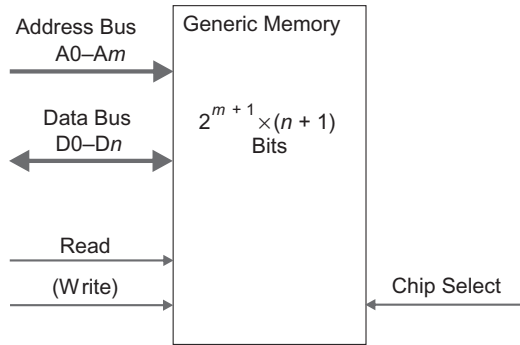 Address Bus
A0–Am
Generic Memory
Data Bus
D0–Dn
2^{m + 1} ×(n + 1)
Bits
Read
(Write)
Chip Select